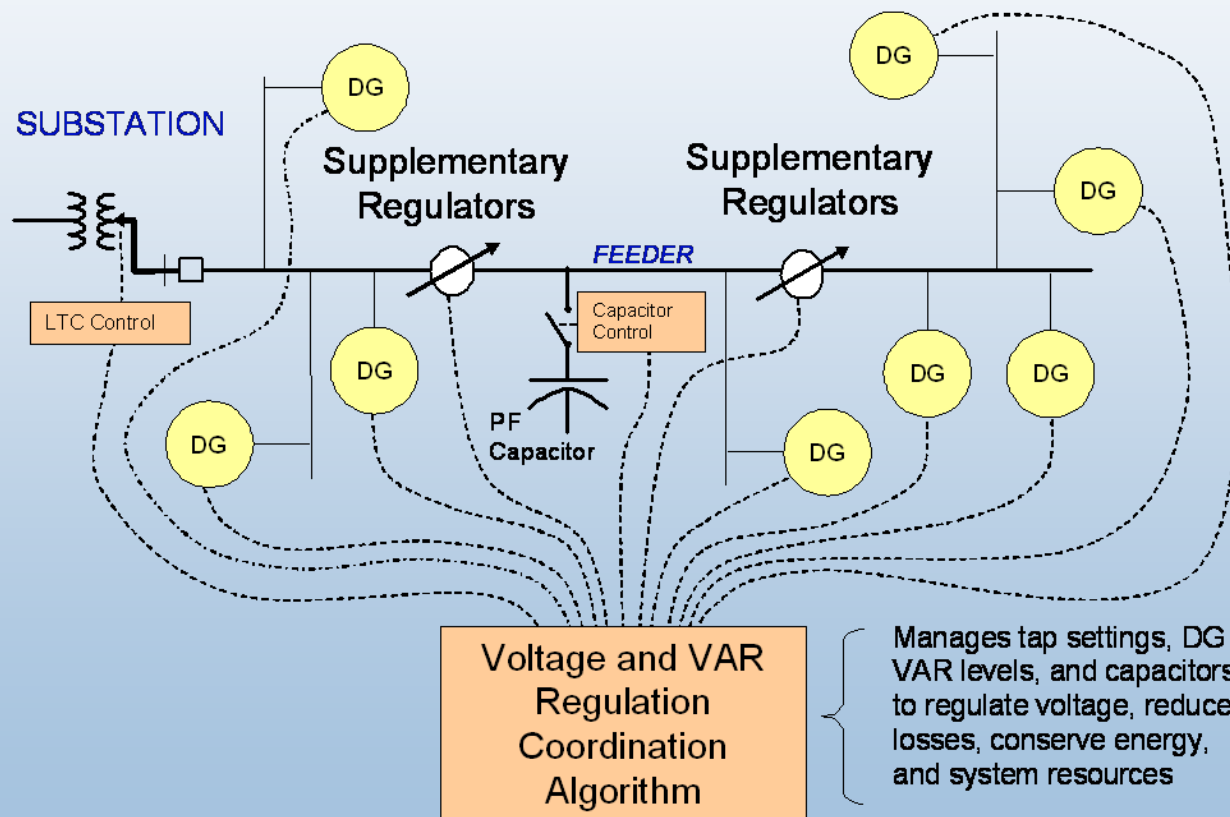 SUBSTATION
DG
Supplementary
Regulators
Supplementary
Regulators
DG
DG
FEEDER
LTC Control
Capacitor
Control
DG
DG
PF
Capacitor
DG
DG
DG
Voltage and VAR
Regulation
Coordination
Algorithm
Manages tap settings, DG
VAR levels, and capacitors
to regulate voltage, reduce
losses, conserve energy,
and system resources